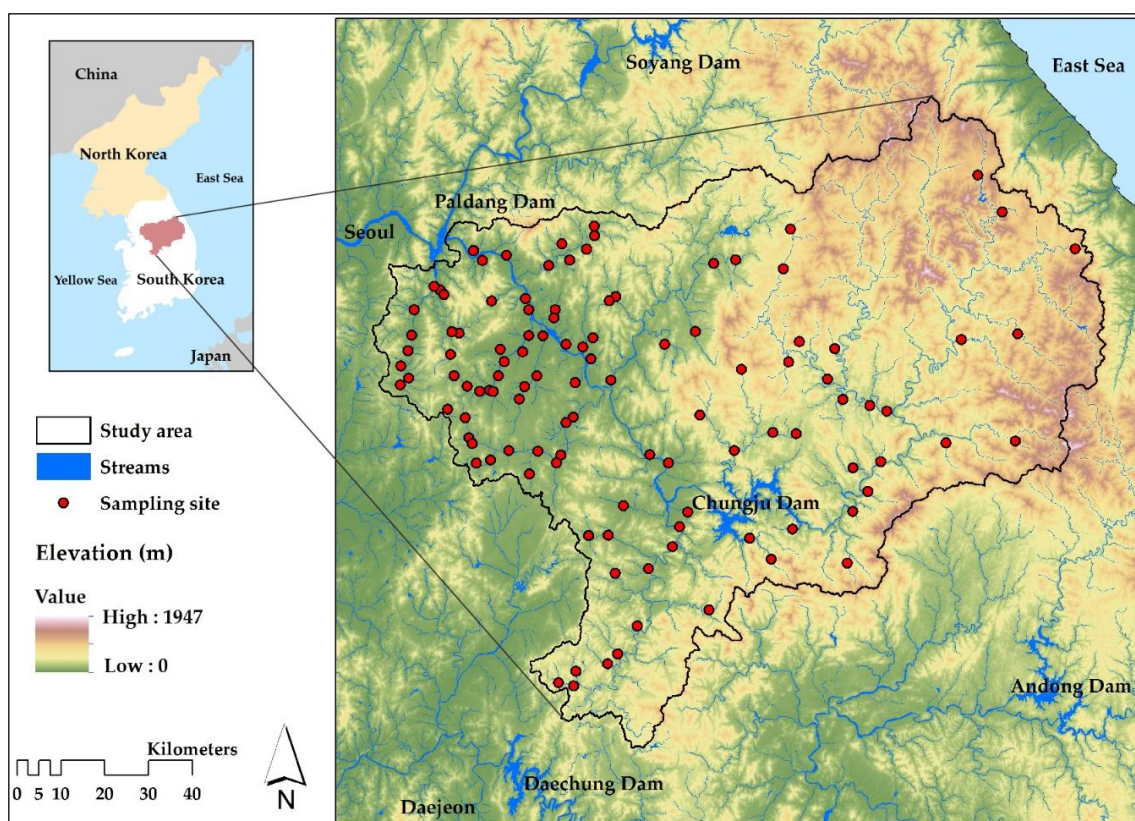 China
North Korea
East Sea
South Korea
Yellow Sea
Japan
Study area
Streams
Sampling site
Elevation (m)
Value
High : 1947
Low : 0
Kilometers
0 5 10 20 30 40
N
Soyang Dam
East Sea
Paldang Dam
Seoul
Chungju Dam
Andong Dam
Daechung Dam
Daejeon